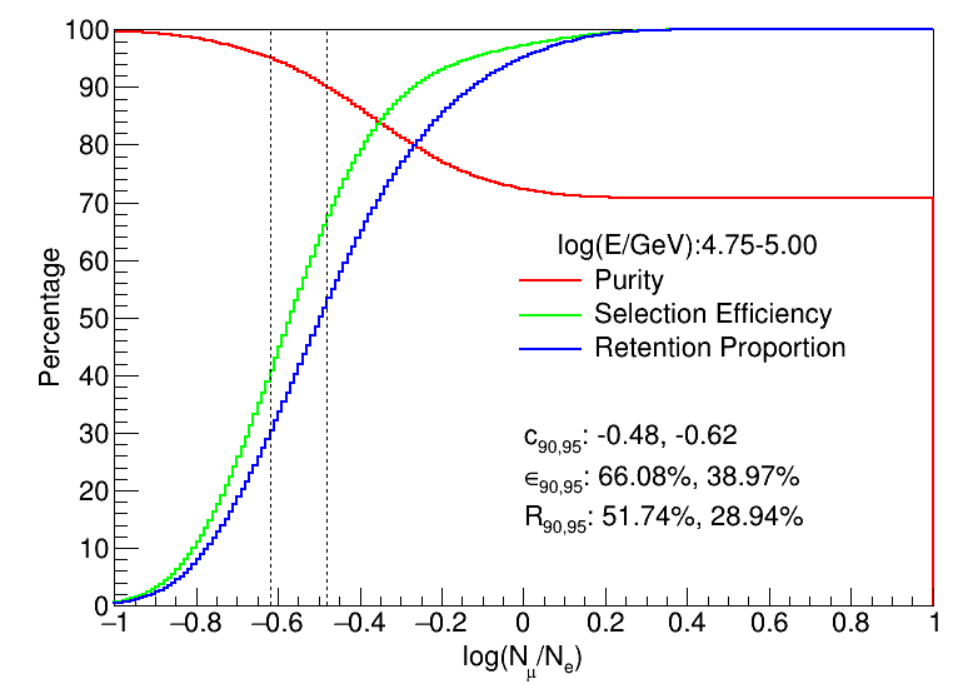 100
90
80
70
60
50
40
30
20
10
0
Percentage
log(E/GeV):4.75-5.00
Purity
Selection Efficiency
Retention Proportion
c90,95: -0.48, -0.62
∈90,95: 66.08%, 38.97%
R90,95: 51.74%, 28.94%
−1 −0.8 −0.6 −0.4 −0.2 0 0.2 0.4 0.6 0.8 1
log(Nμ/Ne)